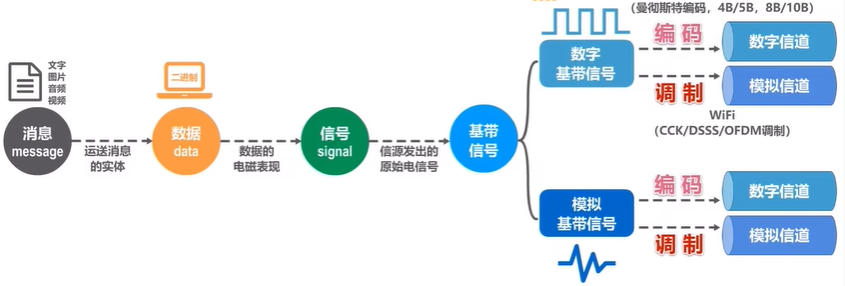 （曼彻斯特编码，4B/5B，8B/10B）
编 码
数字信道
数字
基带信号
调 制
模拟信道
WiFi
（CCK/DSSS/OFDM调制）
文字
图片
音频
视频
二进制
消息
message
运送消息
的实体
数据
data
数据的
电磁表现
信号
signal
信源发出的
原始电信号
基带
信号
模拟
基带信号
编 码
数字信道
调 制
模拟信道